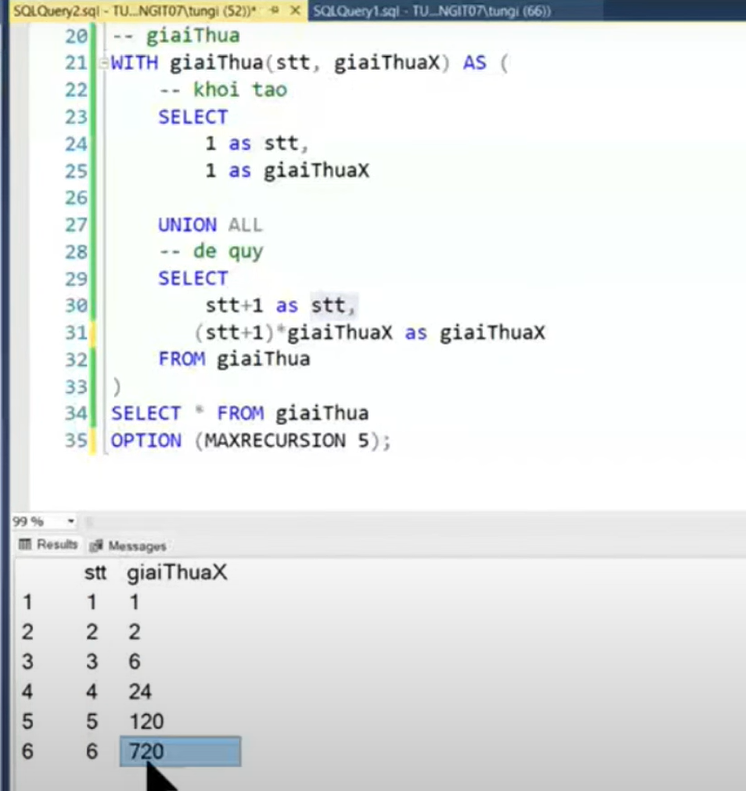 SQLQuery2.sql - TU...NGIT07\tungi (52))* SQLQuery1.sql - TU...NGIT07\tungi (66))
20 -- giaiThua
21 WITH giaiThua(stt, giaiThuaX) AS (
22 -- khoi tao
23 SELECT
24 1 as stt,
25 1 as giaiThuaX
26
27 UNION ALL
28 -- de quy
29 SELECT
30 stt+1 as stt,
31 (stt+1)*giaiThuaX as giaiThuaX
32 FROM giaiThua
33 )
34 SELECT * FROM giaiThua
35 OPTION (MAXRECURSION 5);
99 %
Results Messages
stt giaiThuaX
1 1 1
2 2 2
3 3 6
4 4 24
5 5 120
6 6 720